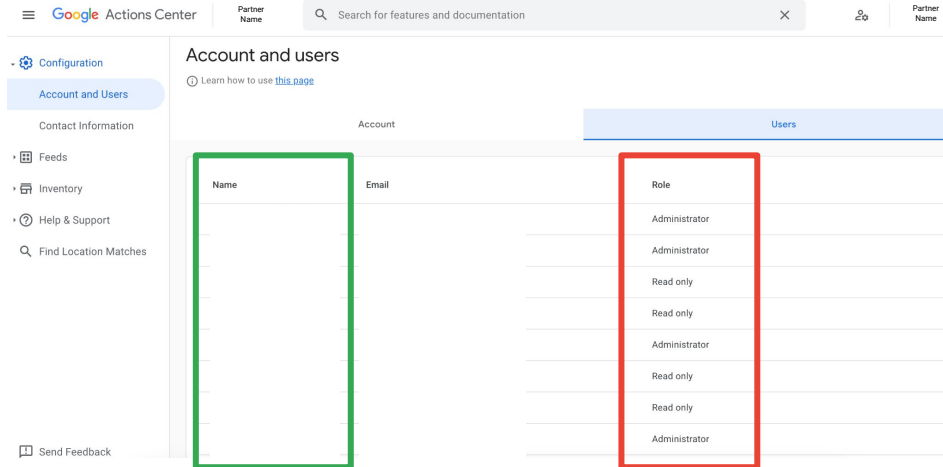 Google Actions Center
Partner Name
Search for features and documentation
Partner Name
Configuration
Account and Users
Contact Information
Feeds
Inventory
Help & Support
Find Location Matches
Send Feedback
Account and users
Learn how to use this page
Account
Users
Name Email Role
Administrator
Administrator
Read only
Read only
Administrator
Read only
Read only
Administrator